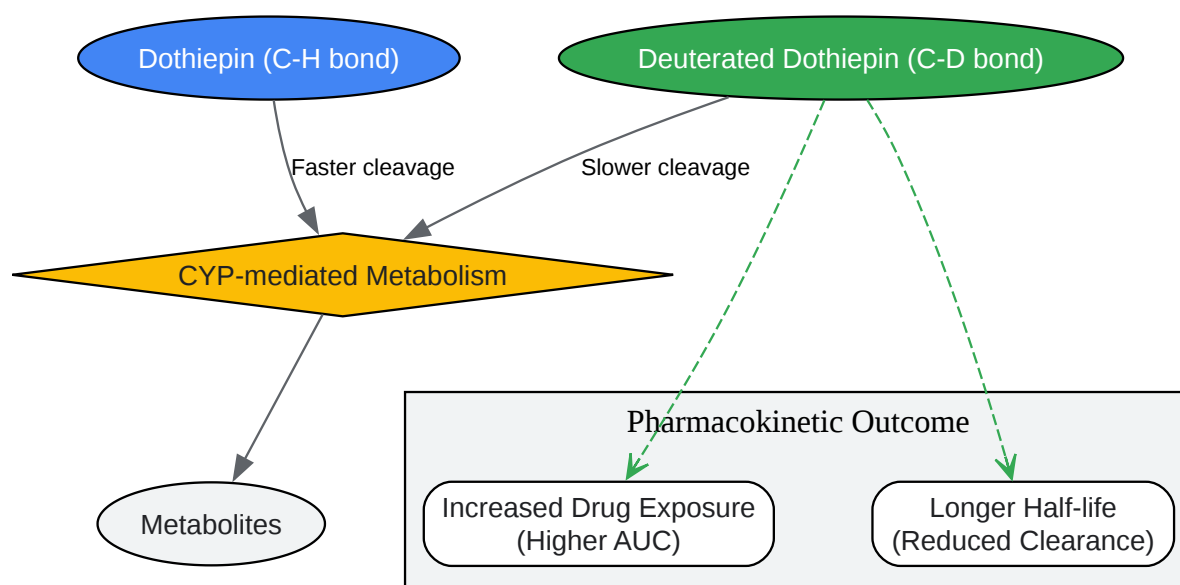 Dothiepin (C-H bond)
Deuterated Dothiepin (C-D bond)
Faster cleavage
Slower cleavage
CYP-mediated Metabolism
Pharmacokinetic Outcome
Metabolites
Increased Drug Exposure
(Higher AUC)
Longer Half-life
(Reduced Clearance)